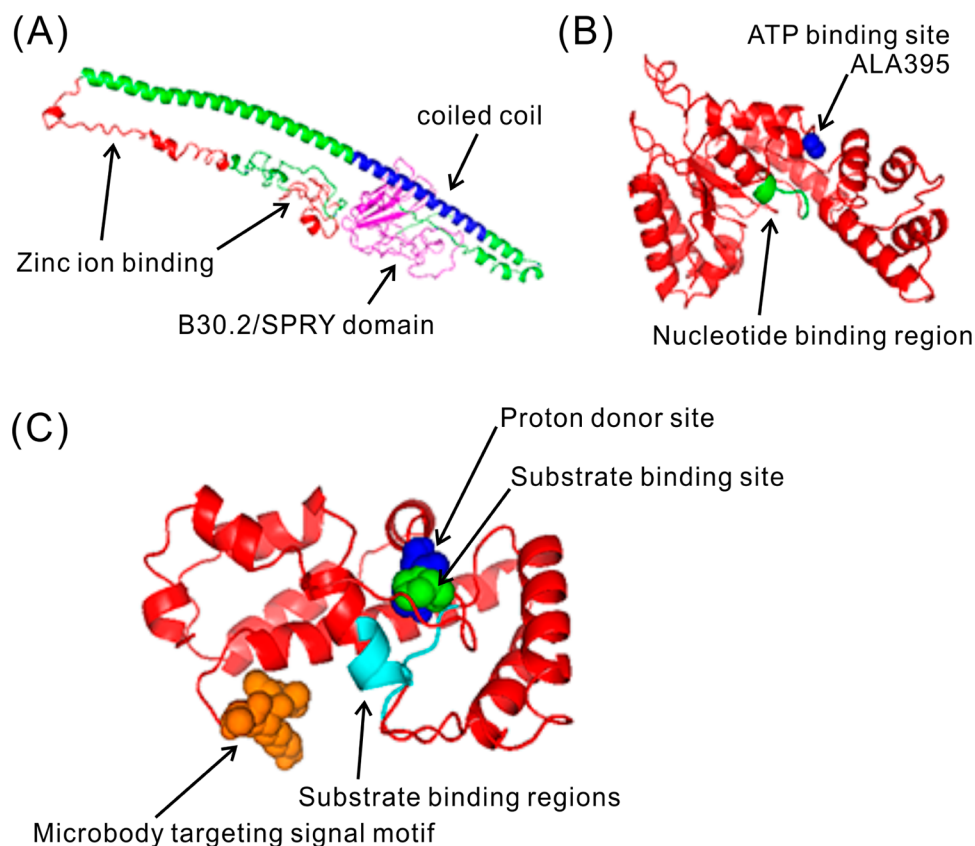 (A)
coiled coil
Zinc ion binding
B30.2/SPRY domain
(B)
ATP binding site
ALA395
Nucleotide binding region
(C)
Proton donor site
Substrate binding site
Substrate binding regions
Microbody targeting signal motif